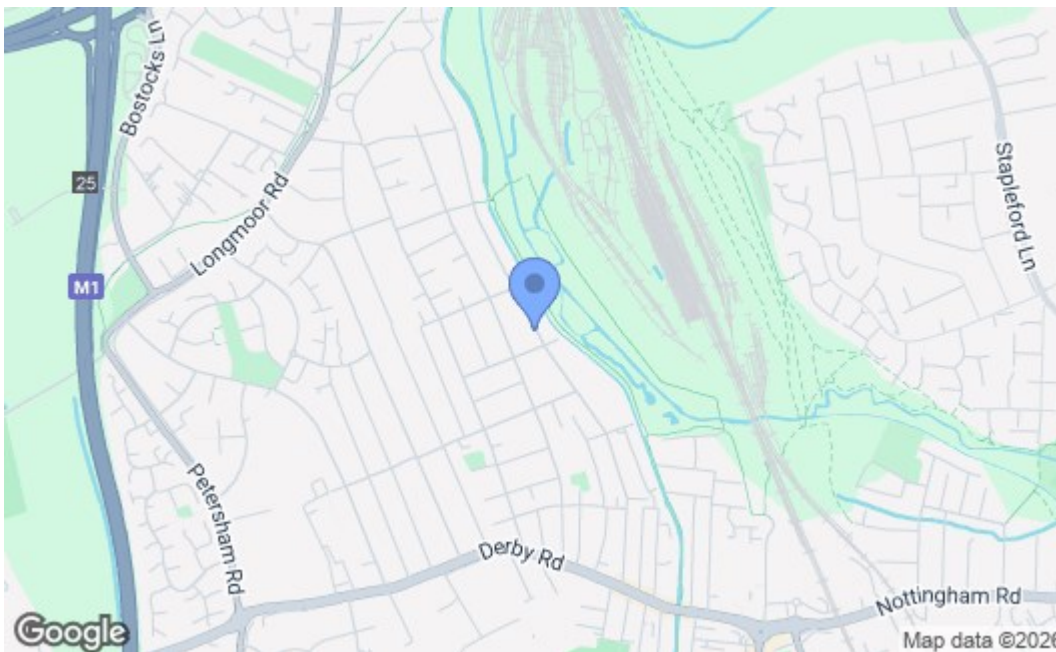 Bostocks Ln
25
Longmoor Rd
Stapleford Ln
M1
Petersham Rd
Derby Rd
Nottingham Rd
Google
Map data ©2026